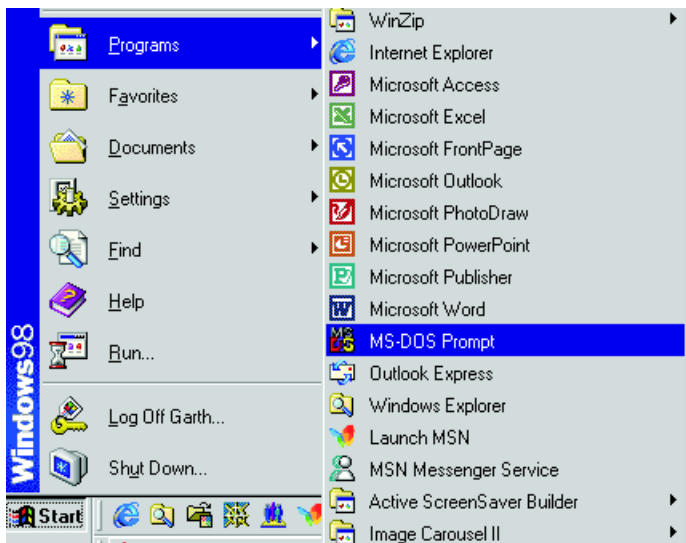 Programs
Favorites
Documents
Settings
Find
Help
Run...
Log Off Garth...
Shut Down...
Windows98
Start
WinZip
Internet Explorer
Microsoft Access
Microsoft Excel
Microsoft FrontPage
Microsoft Outlook
Microsoft PhotoDraw
Microsoft PowerPoint
Microsoft Publisher
Microsoft Word
MS-DOS Prompt
Outlook Express
Windows Explorer
Launch MSN
MSN Messenger Service
Active ScreenSaver Builder
Image Carousel II